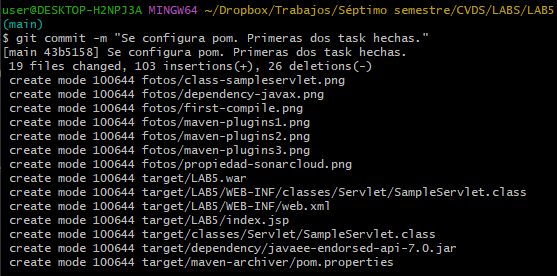 user@DESKTOP-H2NPJ3A MINGW64 ~/Dropbox/Trabajos/Séptimo semestre/CVDS/LABS/LAB5
(main)
$ git commit -m "Se configura pom. Primeras dos task hechas."
[main 43b5158] Se configura pom. Primeras dos task hechas.
 19 files changed, 103 insertions(+), 26 deletions(-)
 create mode 100644 fotos/class-sampleservlet.png
 create mode 100644 fotos/dependency-javax.png
 create mode 100644 fotos/first-compile.png
 create mode 100644 fotos/maven-plugins1.png
 create mode 100644 fotos/maven-plugins2.png
 create mode 100644 fotos/maven-plugins3.png
 create mode 100644 fotos/propiedad-sonarcloud.png
 create mode 100644 target/LAB5.war
 create mode 100644 target/LAB5/WEB-INF/classes/Servlet/SampleServlet.class
 create mode 100644 target/LAB5/WEB-INF/web.xml
 create mode 100644 target/LAB5/index.jsp
 create mode 100644 target/classes/Servlet/SampleServlet.class
 create mode 100644 target/dependency/javaee-endorsed-api-7.0.jar
 create mode 100644 target/maven-archiver/pom.properties